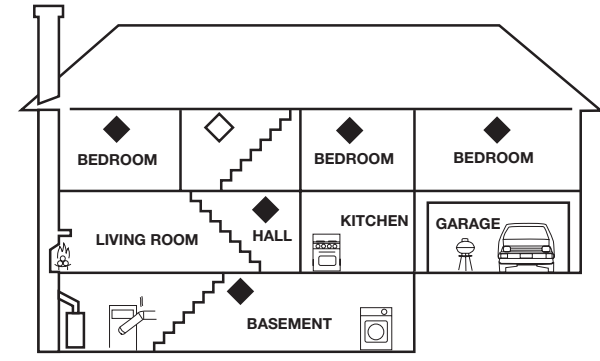 BEDROOM
BEDROOM
BEDROOM
LIVING ROOM
HALL
KITCHEN
GARAGE
BASEMENT